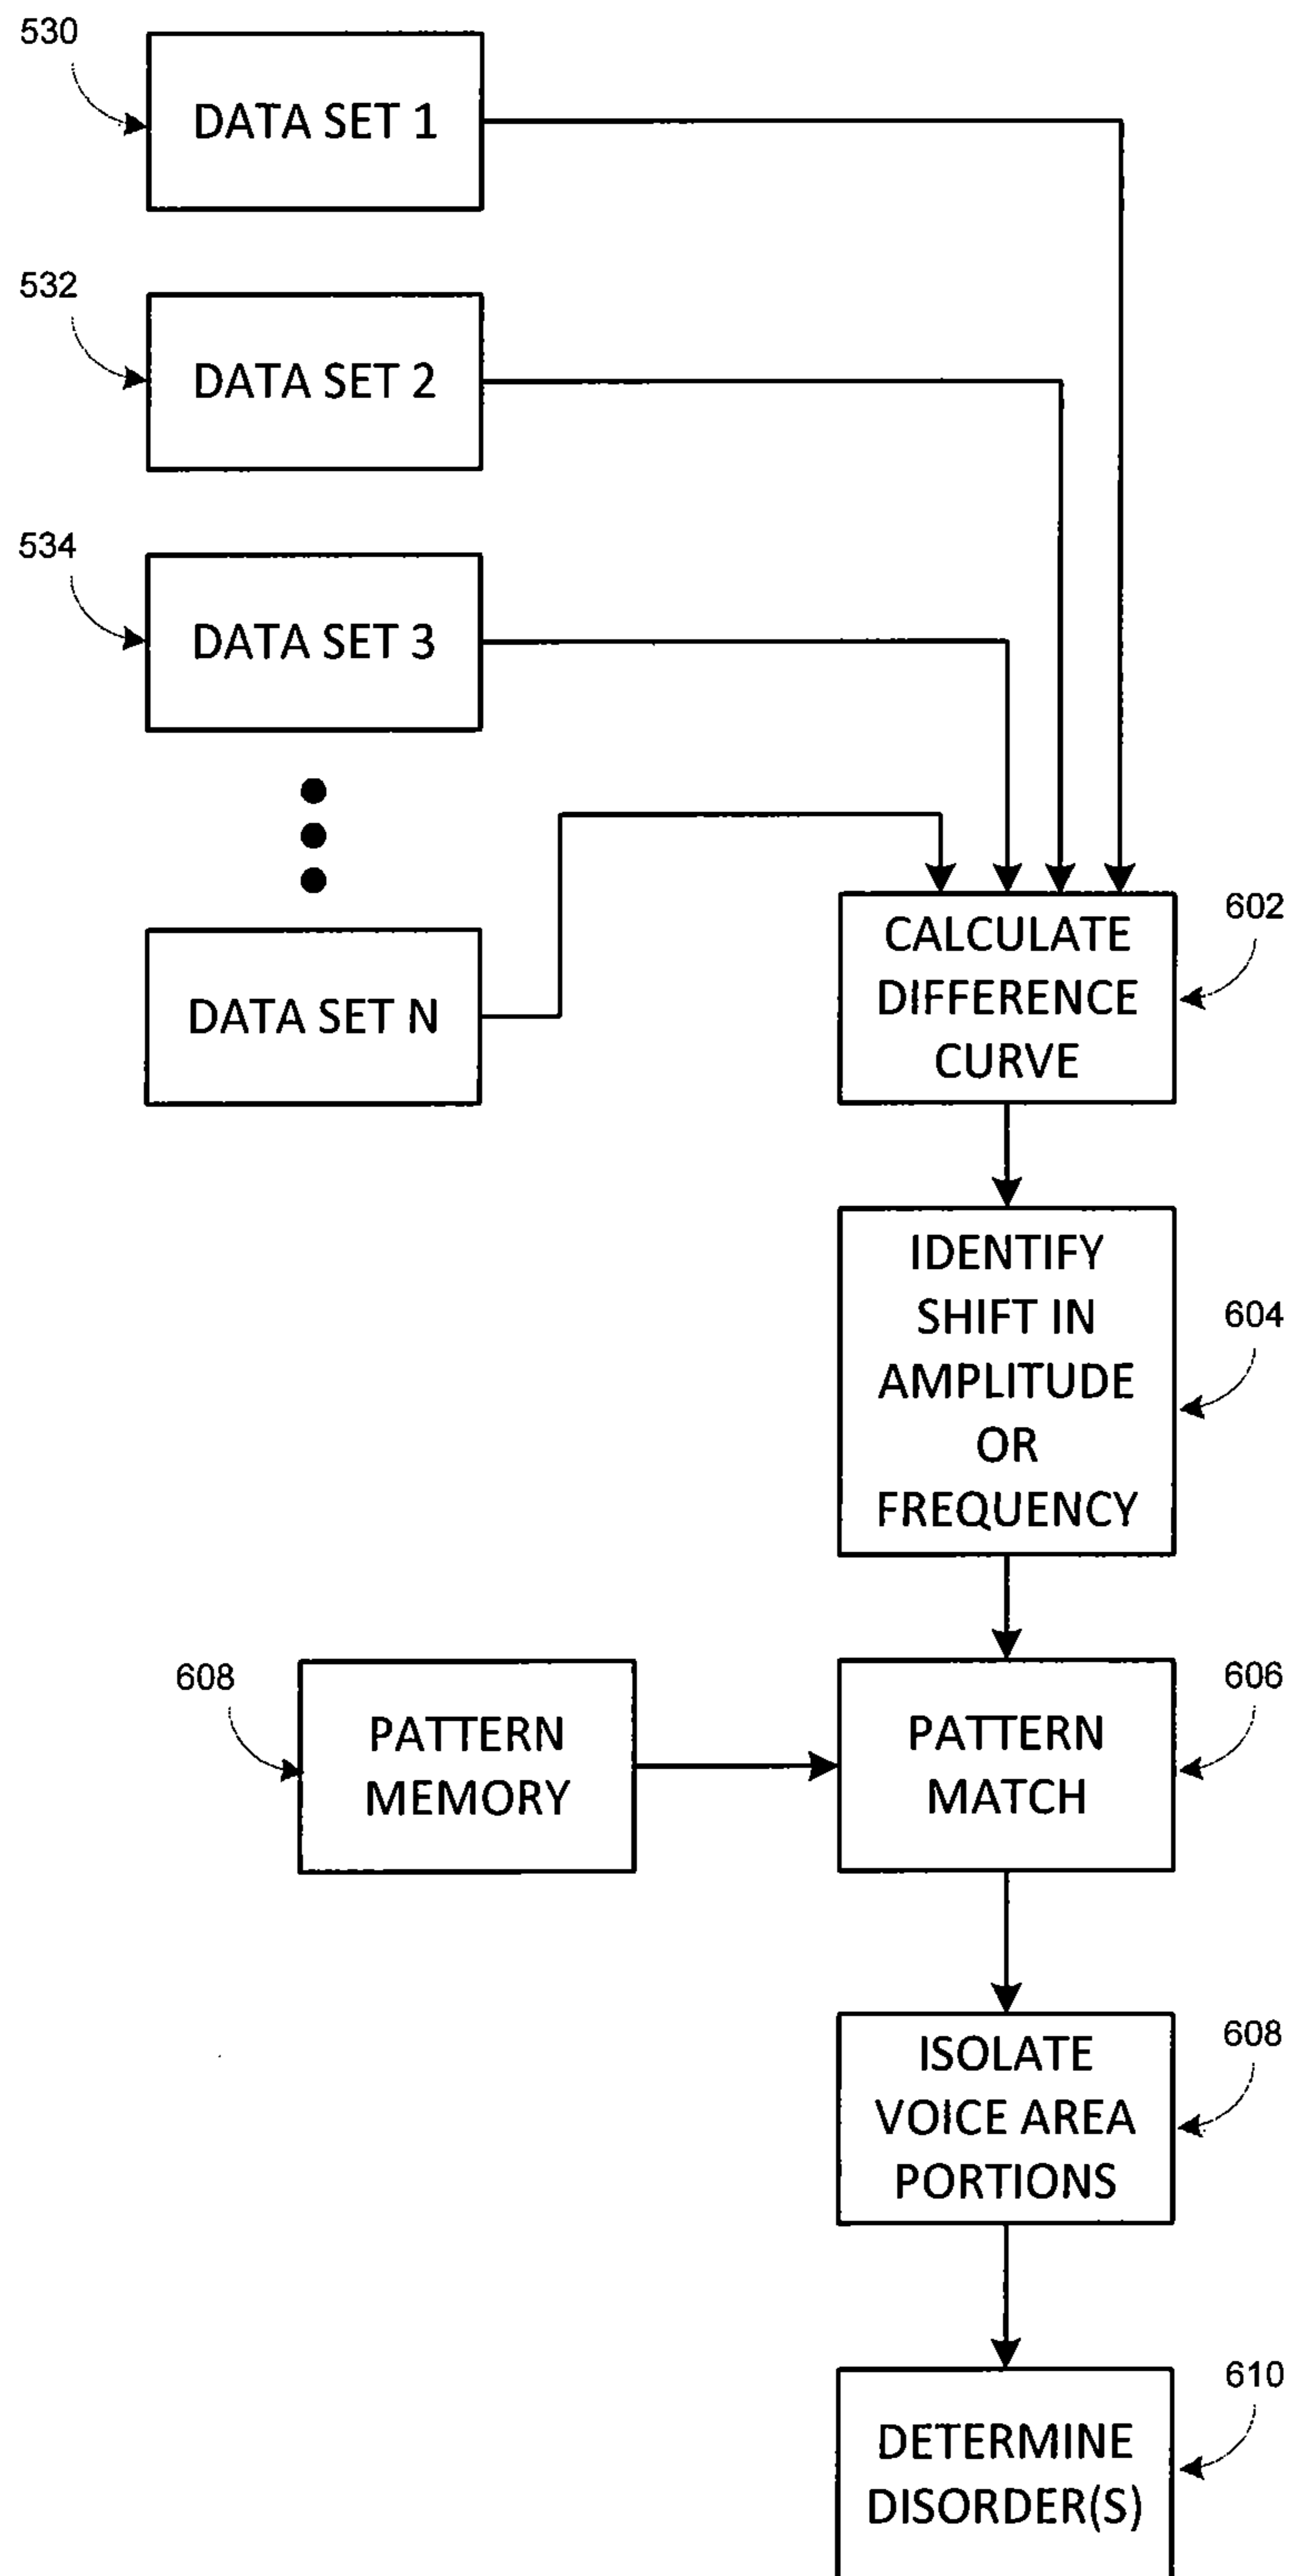 530
DATA SET 1
532
DATA SET 2
534
DATA SET 3
DATA SET N
602
CALCULATE
DIFFERENCE
CURVE
604
IDENTIFY
SHIFT IN
AMPLITUDE
OR
FREQUENCY
608
PATTERN
MEMORY
606
PATTERN
MATCH
608
ISOLATE
VOICE AREA
PORTIONS
610
DETERMINE
DISORDER(S)